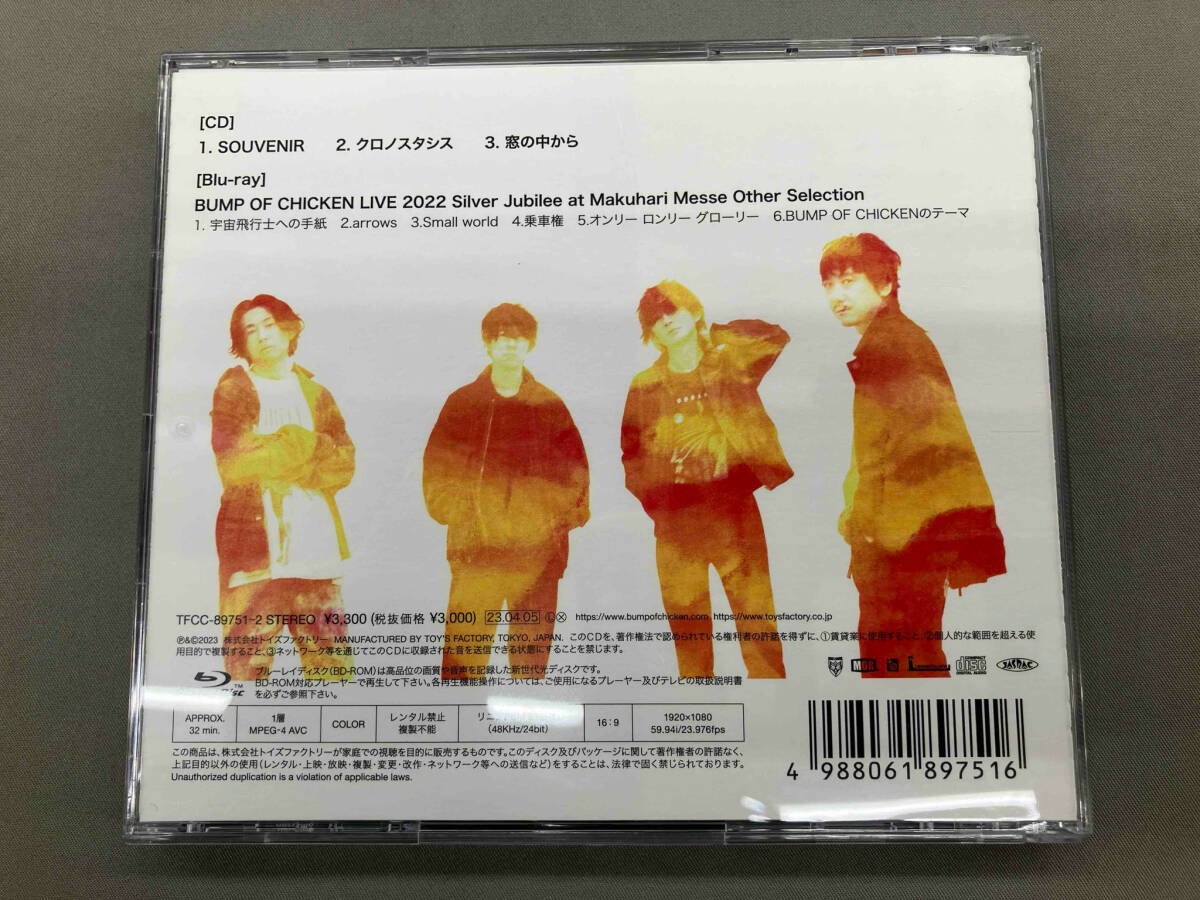 [CD]
1. SOUVENIR 2. クロノスタシス 3. 窓の中から
[Blu-ray]
BUMP OF CHICKEN LIVE 2022 Silver Jubilee at Makuhari Messe Other Selection
1. 宇宙飛行士への手紙 2.arrows 3.Small world 4.乗車権 5.オンリー ロンリー グローリー 6.BUMP OF CHICKENのテーマ
TFCC-89751~2 STEREO ¥3,300 (税抜価格 ¥3,000) 23.04.05 Ⓛ Ⓧ https://www.bumpofchicken.com https://www.toysfactory.co.jp
℗&©2023 株式会社トイズファクトリー MANUFACTURED BY TOY'S FACTORY, TOKYO, JAPAN. このCDを、著作権法で認められている権利者の許諾を得ずに、①賃貸業に使用すること、②個人的な範囲を超える使
用目的で複製すること、③ネットワーク等を通じてこのCDに収録された音を送信できる状態にすることを禁じます。
ブルーレイディスク(BD-ROM)は高品位の画質や音声を記録した新世代光ディスクです。
BD-ROM対応プレーヤーで再生して下さい。各再生機能操作については、ご使用になるプレーヤー及びテレビの取扱説明書
を必ずご参照下さい。
COMPACT disc DIGITAL AUDIO JASRAC
APPROX. 32 min. 1層 MPEG-4 AVC COLOR レンタル禁止 複製不能 (48KHz/24bit) 16:9 1920×1080 59.94i/23.976fps
この商品は、株式会社トイズファクトリーが家庭での視聴を目的に販売するものです。このディスク及びパッケージに関して著作権者の許諾なく、
上記目的以外の使用(レンタル・上映・放映・複製・変更・改作・ネットワーク等への送信など)をすることは、法律で固く禁じられております。
Unauthorized duplication is a violation of applicable laws.
4 988061 897516